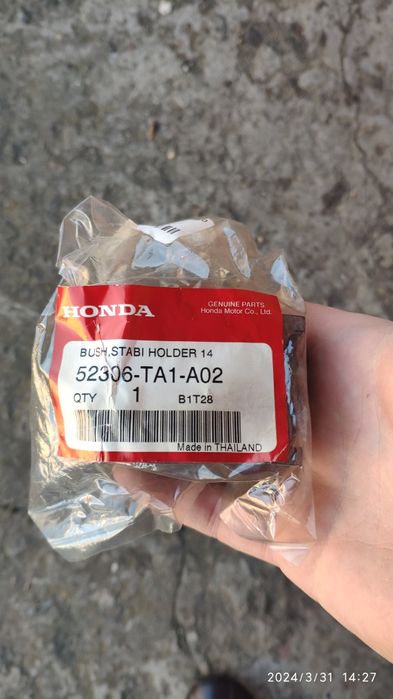 HONDA
GENUINE PARTS
Honda Motor Co., Ltd.
BUSH,STABI HOLDER 14
52306-TA1-A02
QTY 1 B1T28
Made in THAILAND
2024/3/31 14:27